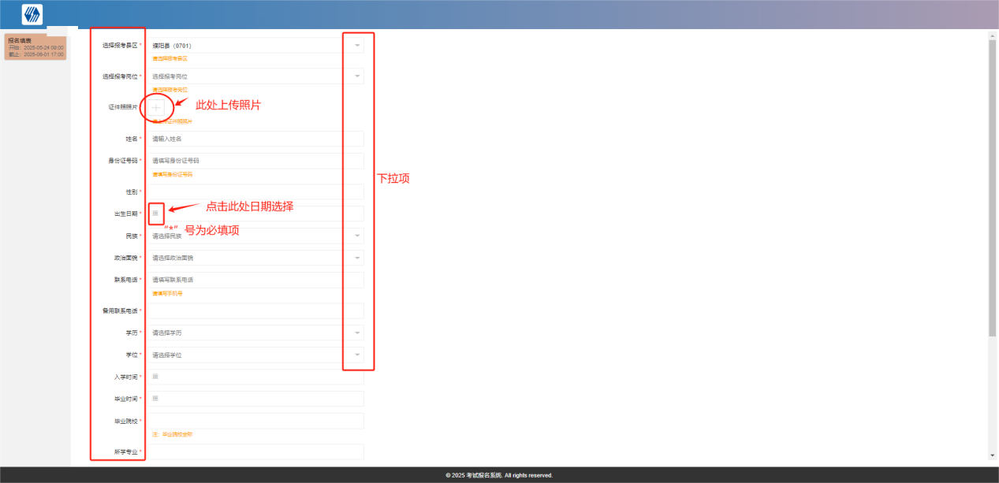 报名填表
开始：2025-05-24 09:00
截止：2025-06-01 17:00
选择报考县区 * 濮阳县（0701）
请选择报考县区
选择报考岗位 * 选择报考岗位
请选择报考岗位
证件照照片
此处上传照片
请上传证件照照片
姓名 * 请输入姓名
身份证号码 * 请填写身份证号码
请填写身份证号码
下拉项
性别 *
点击此处日期选择
出生日期 *
"*" 号为必填项
民族 * 请选择民族
政治面貌 * 请选择政治面貌
联系电话 * 请填写联系电话
请填写手机号
备用联系电话 *
学历 * 请选择学历
学位 * 请选择学位
入学时间 *
毕业时间 *
毕业院校 *
注：毕业院校全称
所学专业 *
© 2025 考试报名系统. All rights reserved.